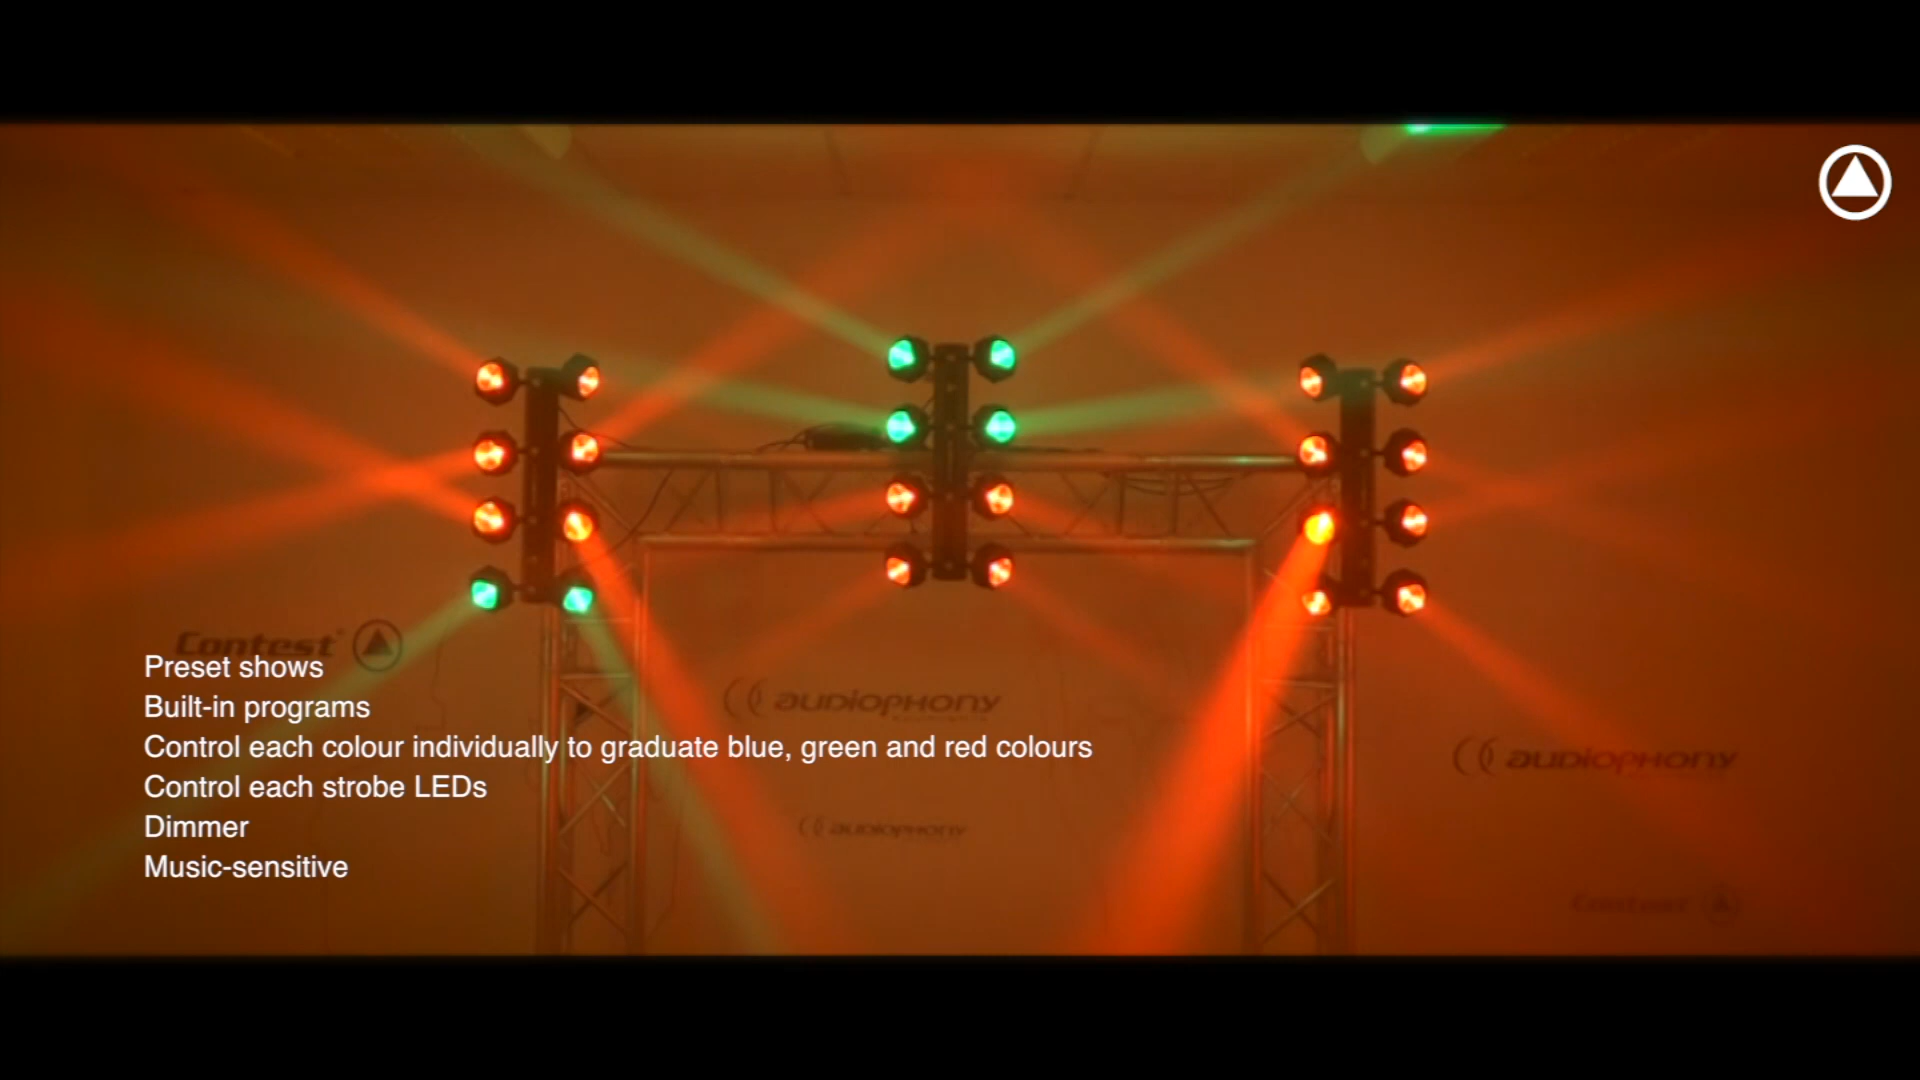 Contest
Preset shows
Built-in programs
Control each colour individually to graduate blue, green and red colours
Control each strobe LEDs
Dimmer
Music-sensitive
audiophony
audiophony
audiophony
Contest